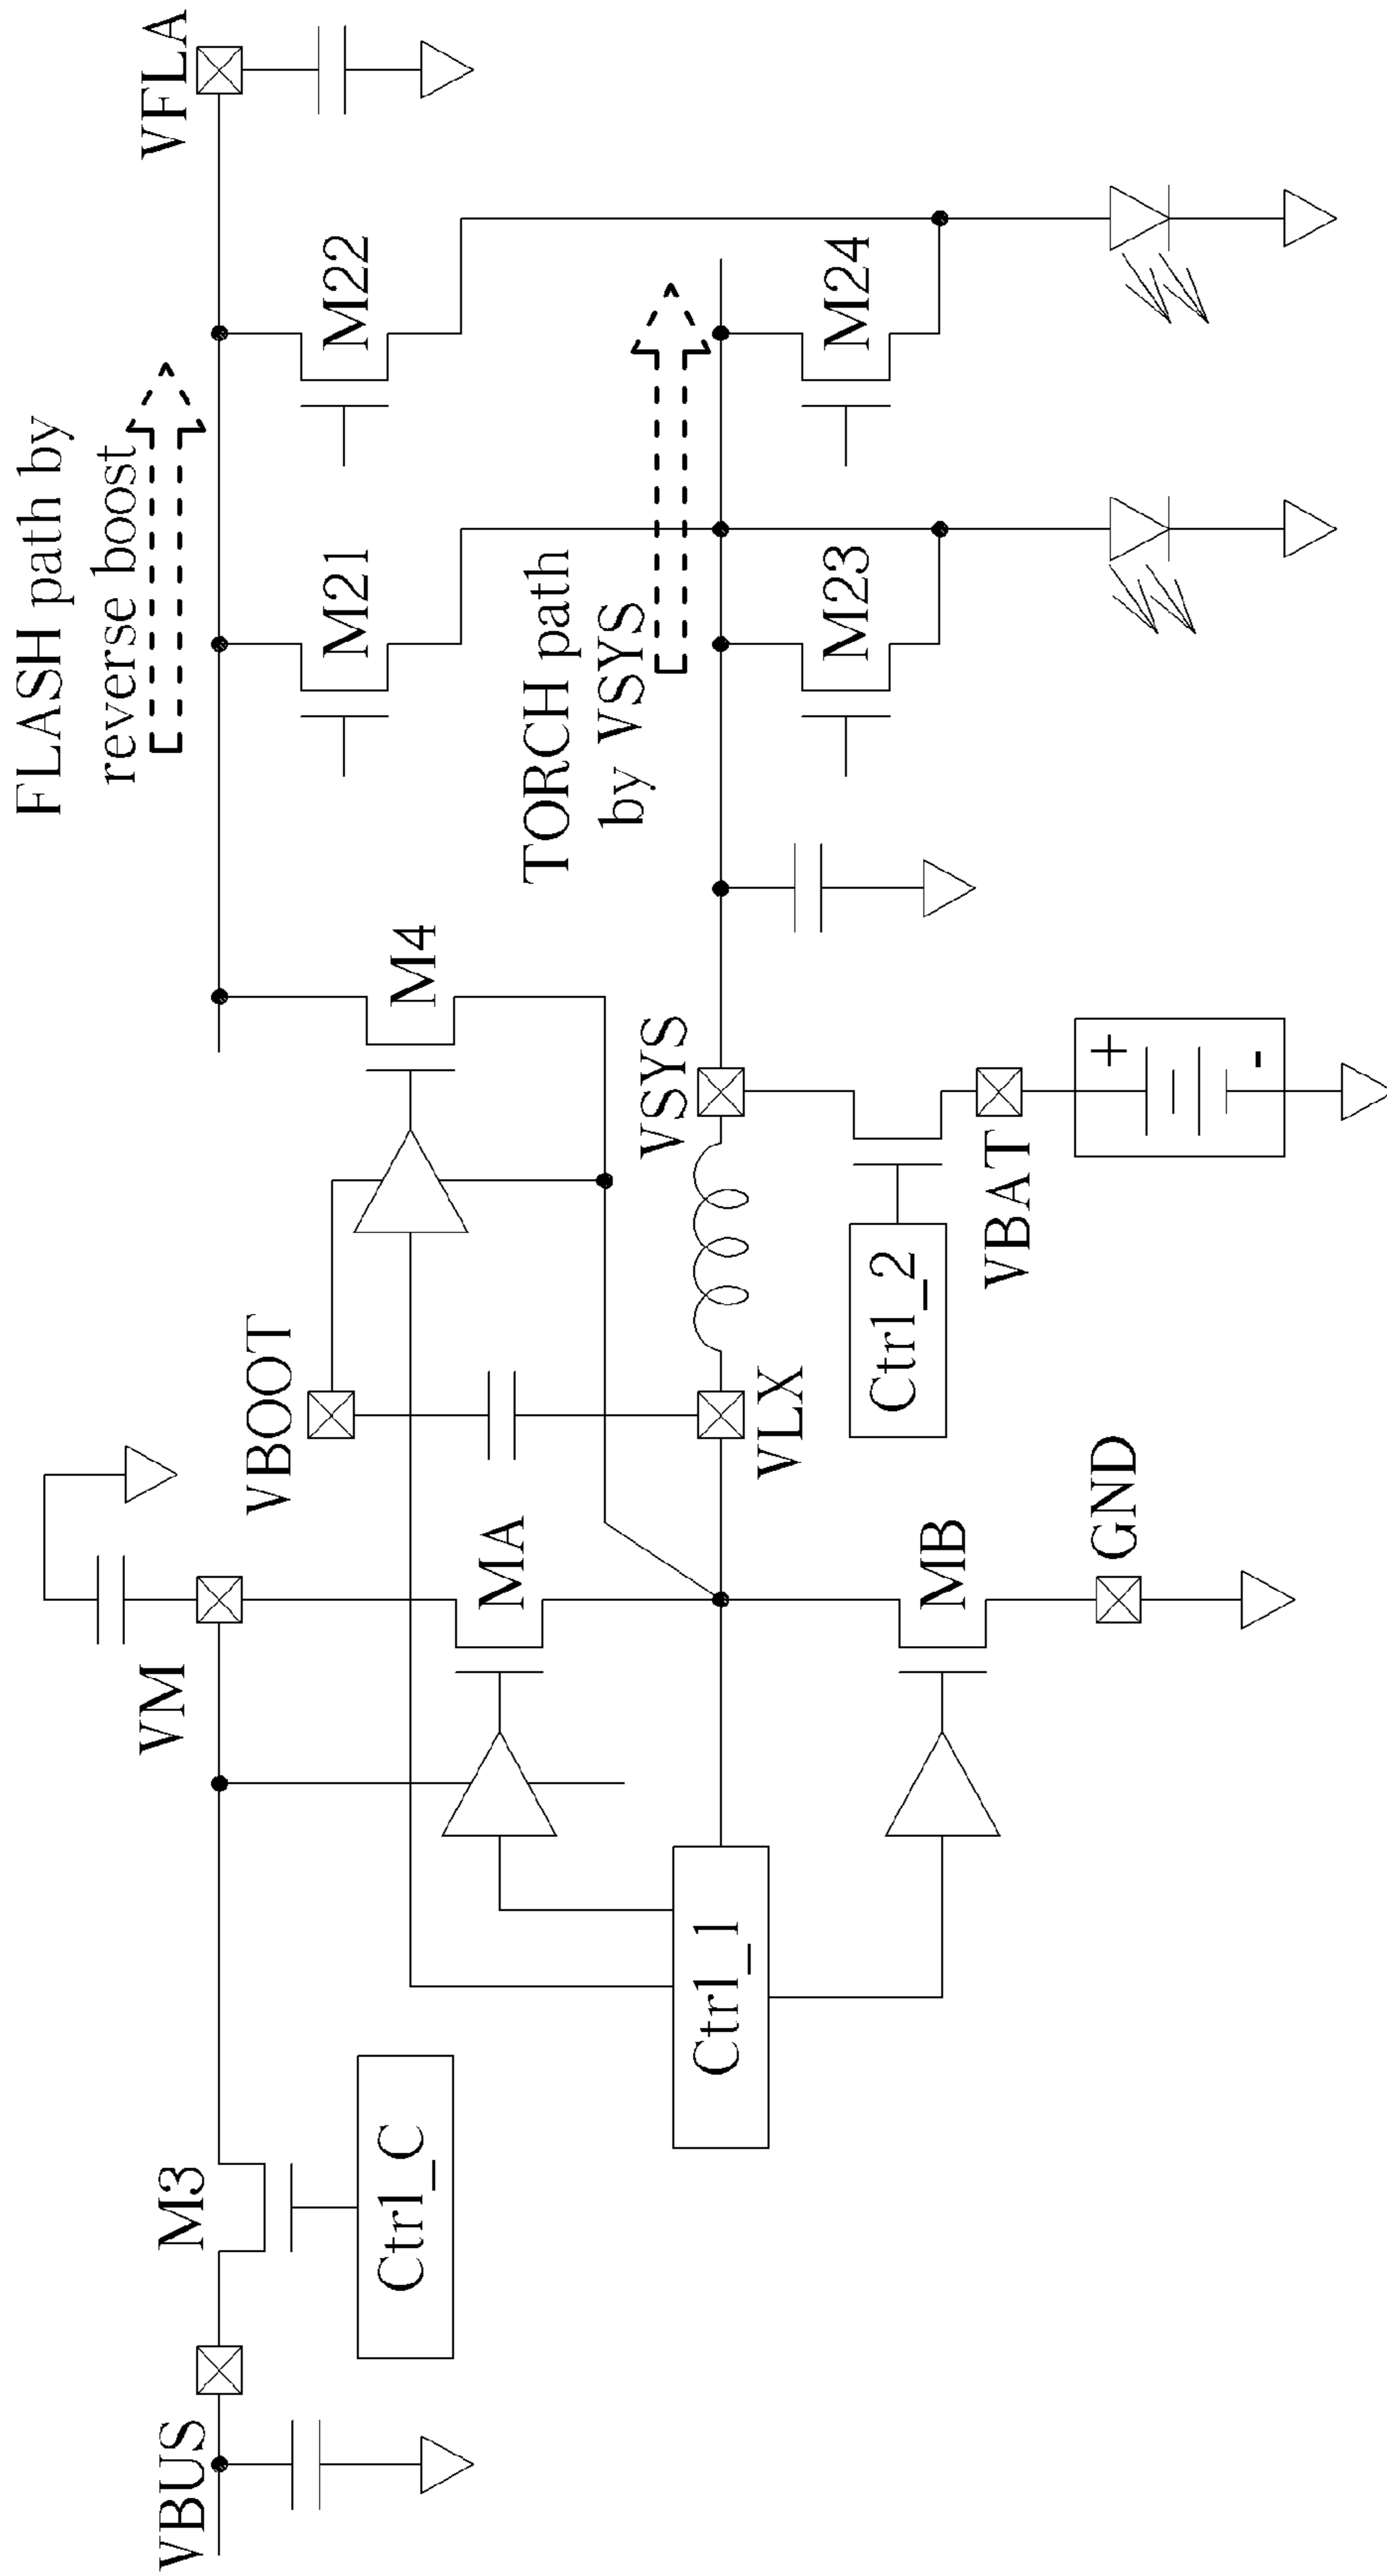 FLASH path by
reverse boost
VBUS
M3
VM
VBOOT
M4
M21
M22
VFLA
Ctrl_C
MA
TORCH path
by VSYS
VSYS
Ctrl_1
VLX
M23
M24
Ctrl_2
MB
VBAT
+
-
GND